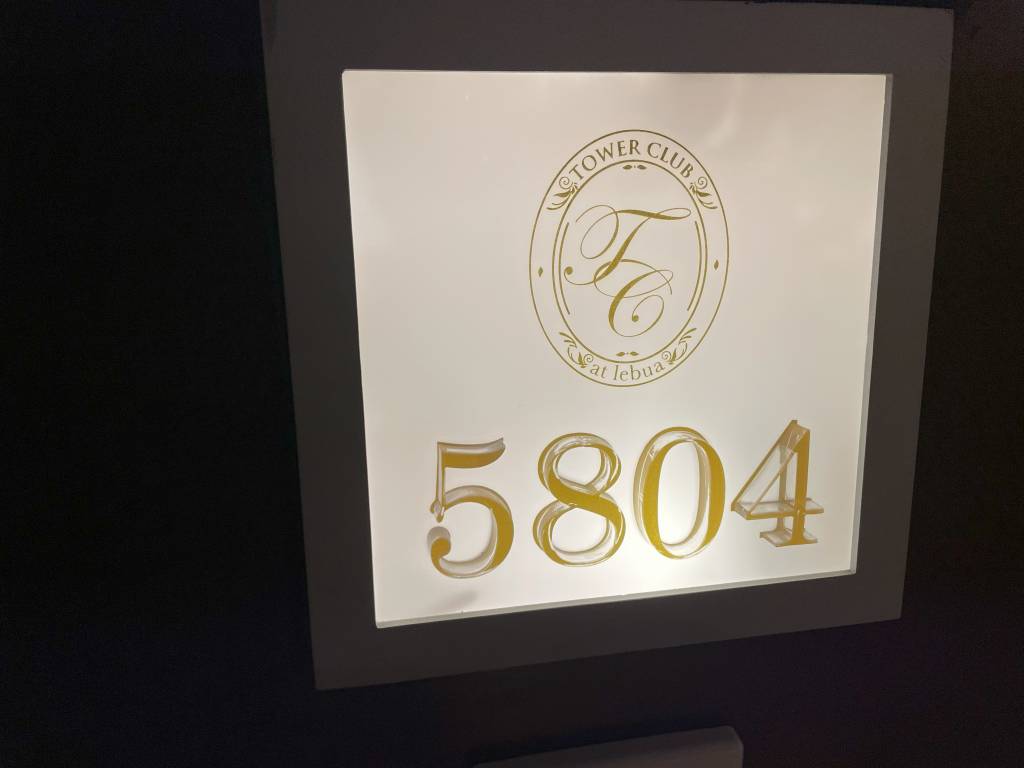 TOWER CLUB
TC
at lebua
5804